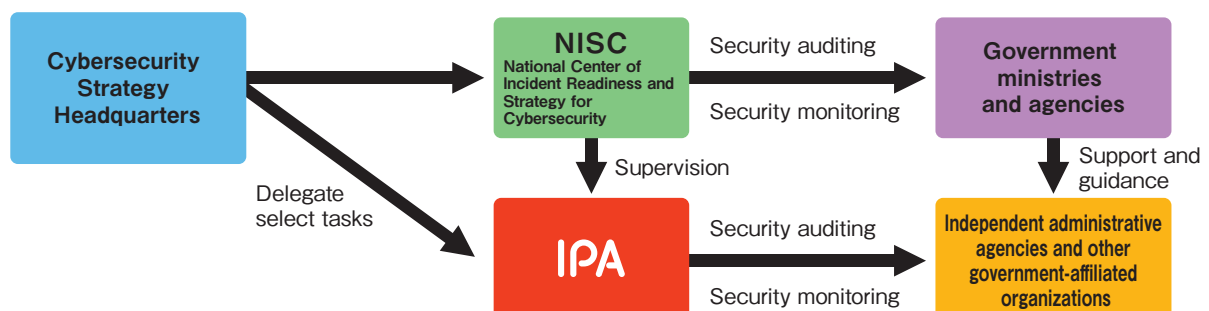 Cybersecurity
Strategy
Headquarters
NISC
National Center of
Incident Readiness and
Strategy for
Cybersecurity
Security auditing
Security monitoring
Government
ministries
and agencies
Supervision
Support and
guidance
Delegate
select tasks
IPA
Security auditing
Security monitoring
Independent administrative
agencies and other
government-affiliated
organizations